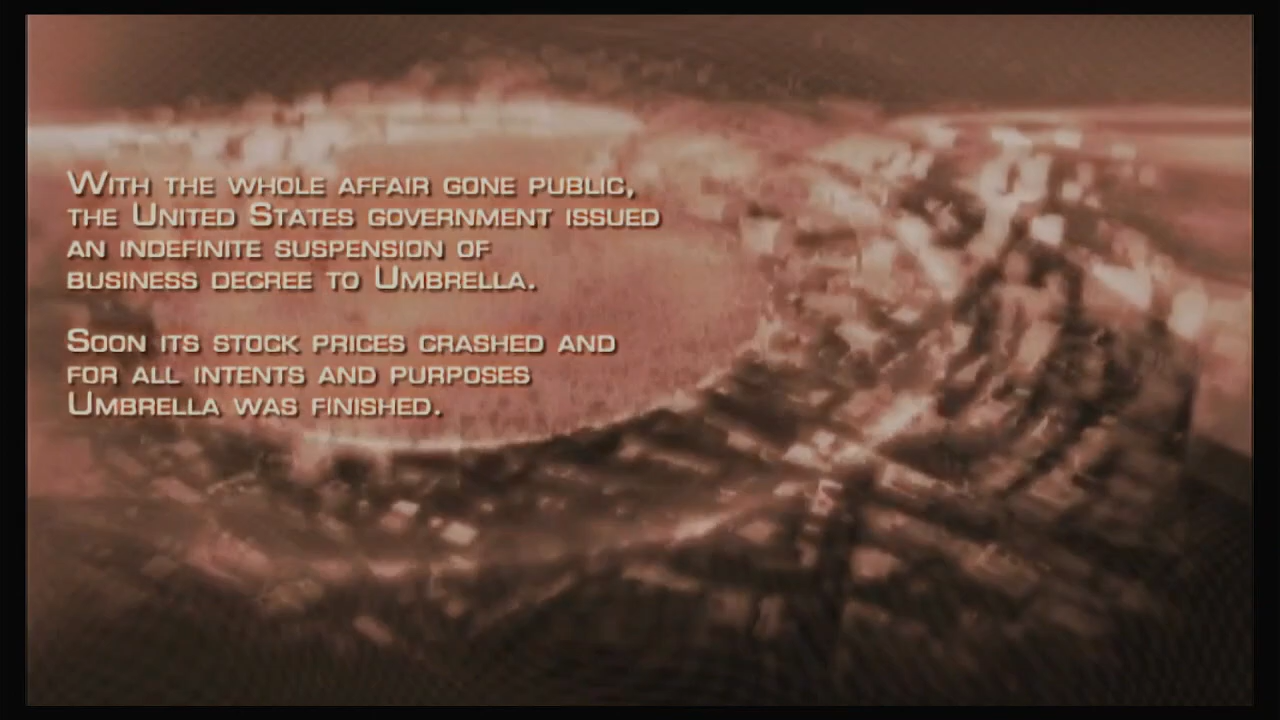 With the whole affair gone public,
the United States government issued
an indefinite suspension of
business decree to Umbrella.
Soon its stock prices crashed and
for all intents and purposes
Umbrella was finished.